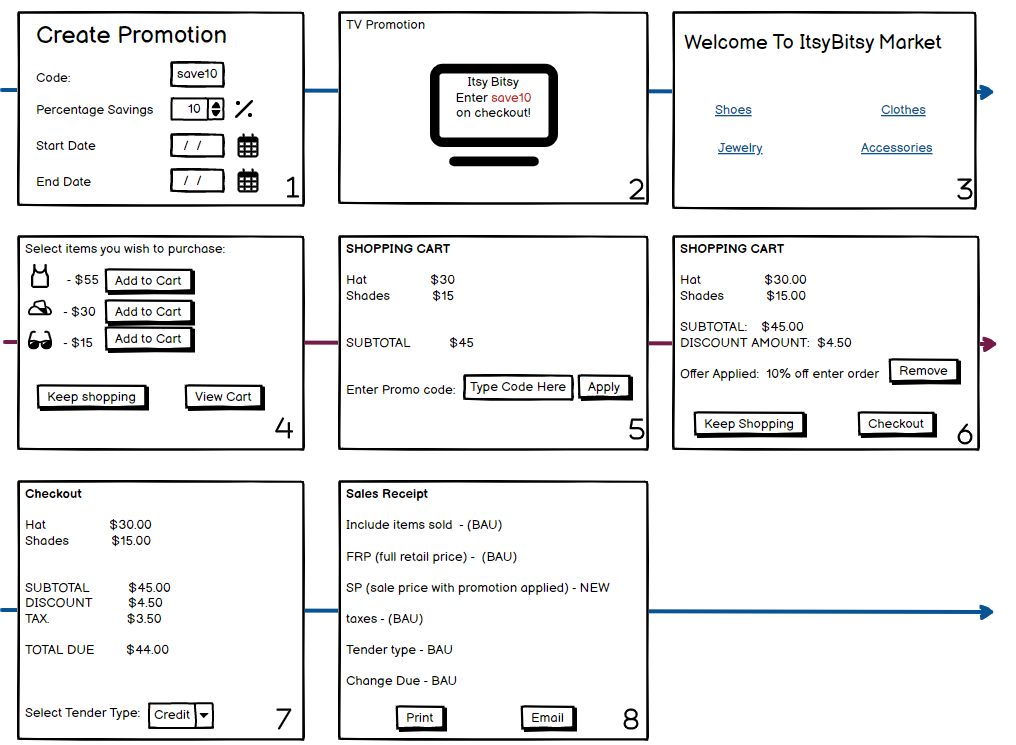 Create Promotion
Code: save10
Percentage Savings 10 %
Start Date / /
End Date / /
1
TV Promotion
Itsy Bitsy
Enter save10
on checkout!
2
Welcome To ItsyBitsy Market
Shoes Clothes
Jewelry Accessories
3
Select items you wish to purchase:
- $55 Add to Cart
- $30 Add to Cart
- $15 Add to Cart
Keep shopping View Cart
4
SHOPPING CART
Hat $30
Shades $15
SUBTOTAL $45
Enter Promo code: Type Code Here Apply
5
SHOPPING CART
Hat $30.00
Shades $15.00
SUBTOTAL: $45.00
DISCOUNT AMOUNT: $4.50
Offer Applied: 10% off enter order Remove
Keep Shopping Checkout
6
Checkout
Hat $30.00
Shades $15.00
SUBTOTAL $45.00
DISCOUNT $4.50
TAX. $3.50
TOTAL DUE $44.00
Select Tender Type: Credit
7
Sales Receipt
Include items sold - (BAU)
FRP (full retail price) - (BAU)
SP (sale price with promotion applied) - NEW
taxes - (BAU)
Tender type - BAU
Change Due - BAU
Print Email
8